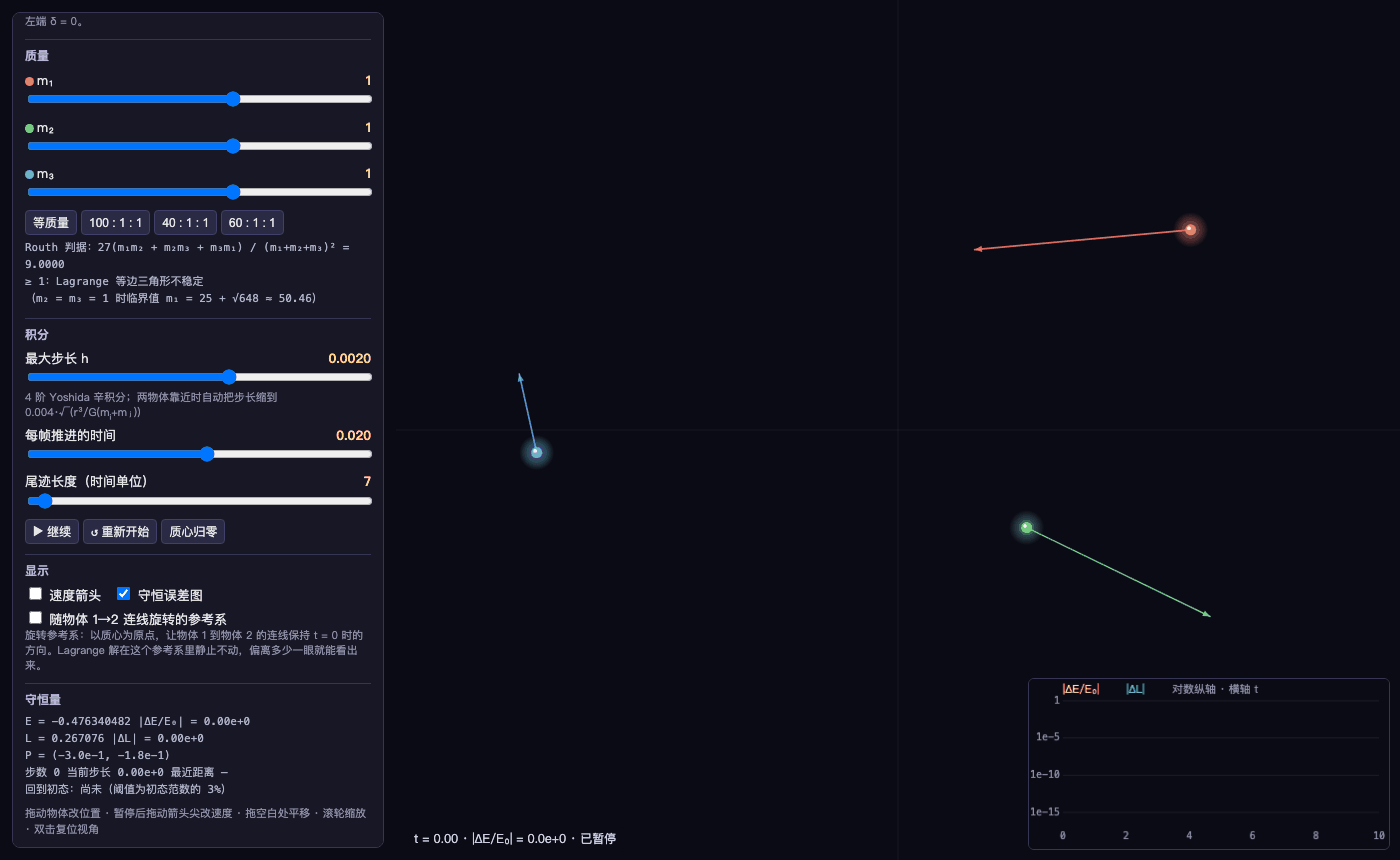 左端 δ = 0。
质量
m₁ 1
m₂ 1
m₃ 1
等质量 100 : 1 : 1 40 : 1 : 1 60 : 1 : 1
Routh 判据: 27(m₁m₂ + m₂m₃ + m₃m₁) / (m₁+m₂+m₃)² =
9.0000
≥ 1: Lagrange 等边三角形不稳定
（m₂ = m₃ = 1 时临界值 m₁ = 25 + √648 ≈ 50.46）
积分
最大步长 h 0.0020
4 阶 Yoshida 辛积分；两物体靠近时自动把步长缩到
0.004·√(r³/G(mᵢ+mⱼ))
每帧推进的时间 0.020
尾迹长度（时间单位） 7
▶ 继续 ↺ 重新开始 质心归零
显示
速度箭头 守恒误差图
随物体 1→2 连线旋转的参考系
旋转参考系：以质心为原点，让物体 1 到物体 2 的连线保持 t = 0 时的
方向。Lagrange 解在这个参考系里静止不动，偏离多少一眼就能看出
来。
守恒量
E = −0.476340482 |ΔE/E₀| = 0.00e+0
L = 0.267076 |ΔL| = 0.00e+0
P = (-3.0e-1, -1.8e-1)
步数 0 当前步长 0.00e+0 最近距离 —
回到初态: 尚未 (阈值为初态范数的 3%)
拖动物体改位置 · 暂停后拖动箭头尖改速度 · 拖空白处平移 · 滚轮缩放
· 双击复位视角
t = 0.00 · |ΔE/E₀| = 0.0e+0 · 已暂停
|ΔE/E₀| |ΔL| 对数纵轴 · 横轴 t
1
1e-5
1e-10
1e-15
0 2 4 6 8 10